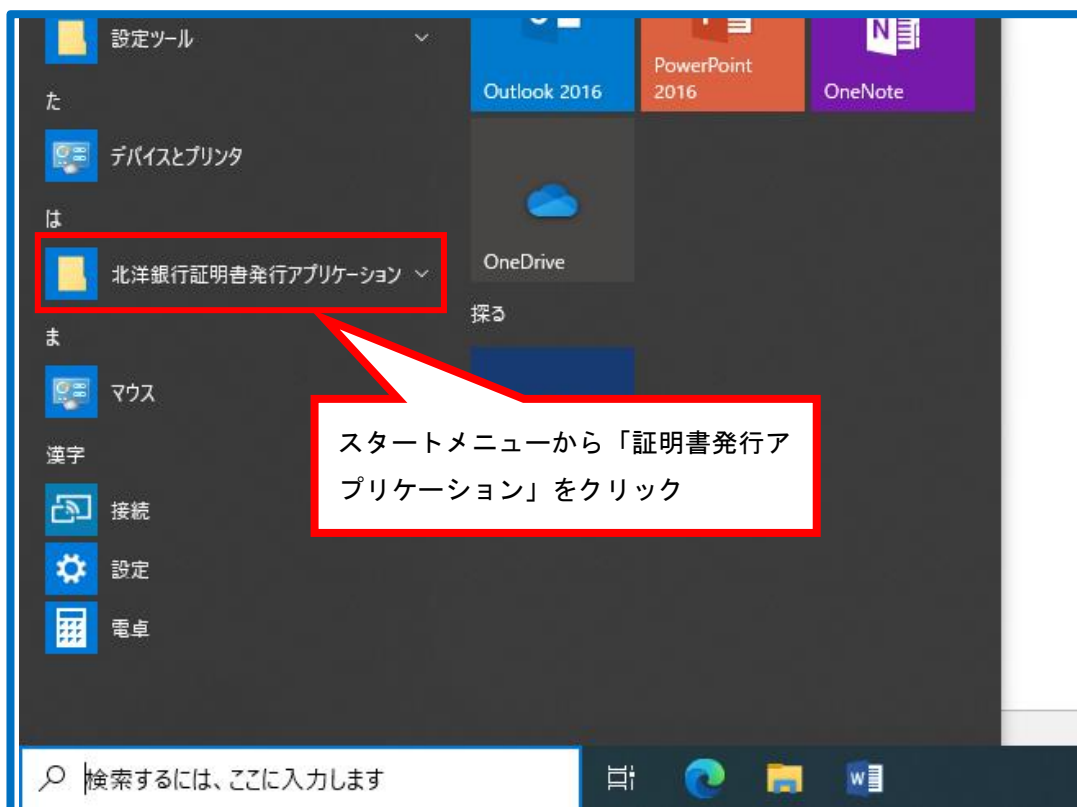 設定ツール
た
デバイスとプリンタ
は
北洋銀行証明書発行アプリケーション
ま
マウス
漢字
接続
設定
電卓
Outlook 2016
PowerPoint
2016
OneNote
OneDrive
探る
スタートメニューから「証明書発行ア
プリケーション」をクリック
検索するには、ここに入力します